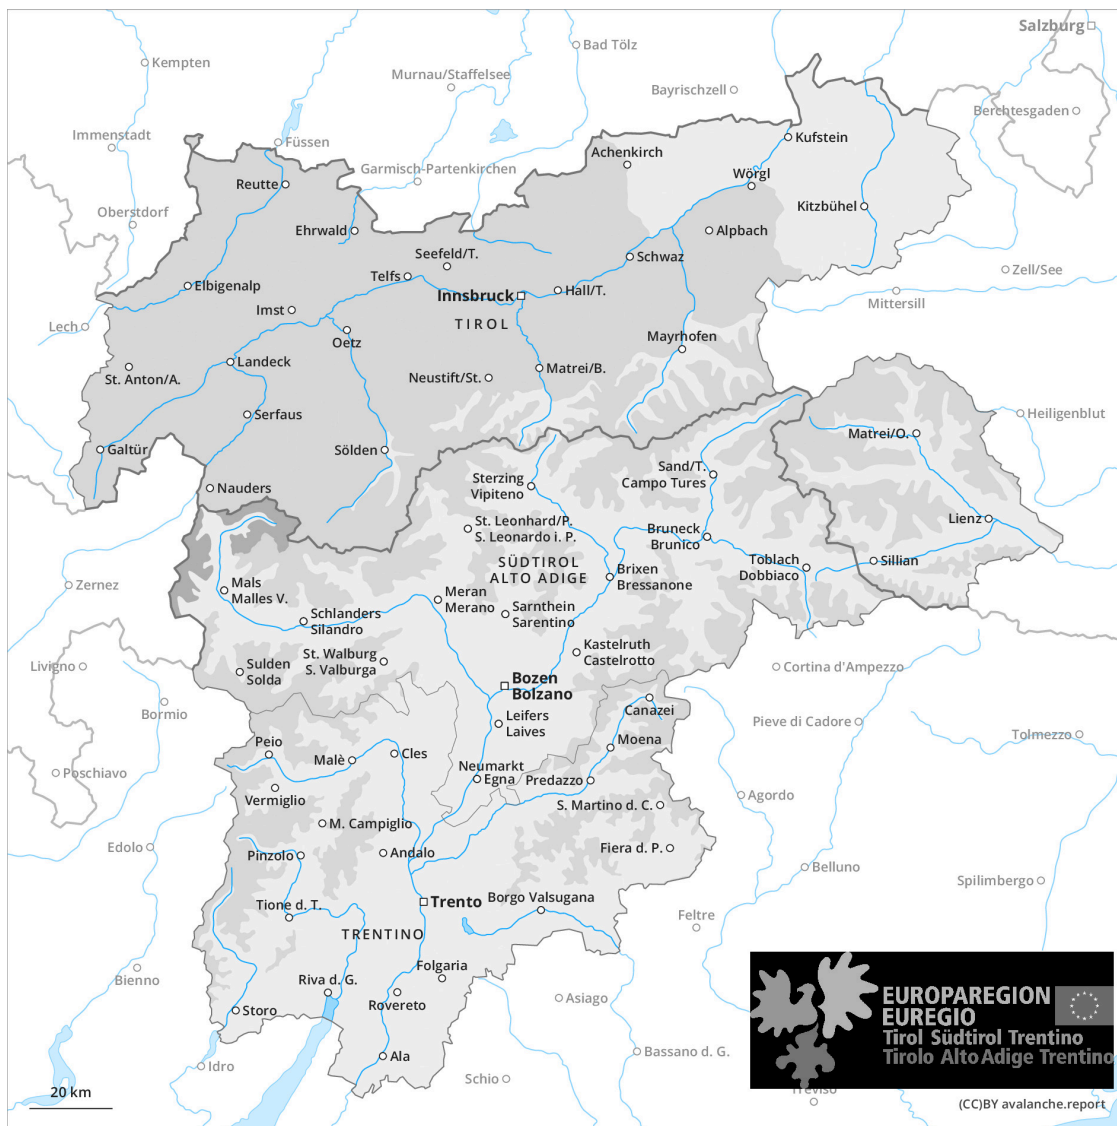 Salzburg
Bad Tölz
Kempten
Murnau/Staffelsee
Bayrischzell
Berchtesgaden
Immenstadt
Füssen
Kufstein
Achenkirch
Garmisch-Partenkirchen
Wörgl
Reutte
Oberstdorf
Kitzbühel
Ehrwald
Alpbach
Seefeld/T.
Schwaz
Zell/See
Telfs
Elbigenalp
Innsbruck
Hall/T.
Mittersill
Imst
TIROL
Lech
Oetz
Mayrhofen
Landeck
Matrei/B.
St. Anton/A.
Neustift/St.
Serfaus
Heiligenblut
Matrei/O.
Galtür
Sölden
Sand/T.
Campo Tures
Sterzing
Vipiteno
Nauders
St. Leonhard/P.
S. Leonardo i. P.
Lienz
Bruneck
Brunico
SÜDTIROL
ALTO ADIGE
Toblach
Dobbiaco
Sillian
Brixen
Bressanone
Zernez
Mals
Malles V.
Meran
Merano
Schlanders
Silandro
Sarnthein
Sarentino
Kastelruth
Castelrotto
St. Walburg
S. Valburga
Livigno
Sulden
Solda
Cortina d'Ampezzo
Bozen
Bolzano
Bormio
Canazei
Leifers
Laives
Pieve di Cadore
Tolmezzo
Peio
Moena
Malè
Cles
Neumarkt
Egna
Poschiavo
Predazzo
Vermiglio
Agordo
S. Martino d. C.
M. Campiglio
Edolo
Pinzolo
Andalo
Fiera d. P.
Belluno
Spilimbergo
Trento
Borgo Valsugana
Tione d. T.
Feltre
TRENTINO
Bienno
Folgaria
Riva d. G.
Rovereto
Asiago
Storo
EUROPAREGION
EUREGIO
Tirol Südtirol Trentino
Tirolo Alto Adige Trentino
Ala
Bassano d. G.
Idro
Schio
20 km
Treviso
(CC)BY avalanche.report